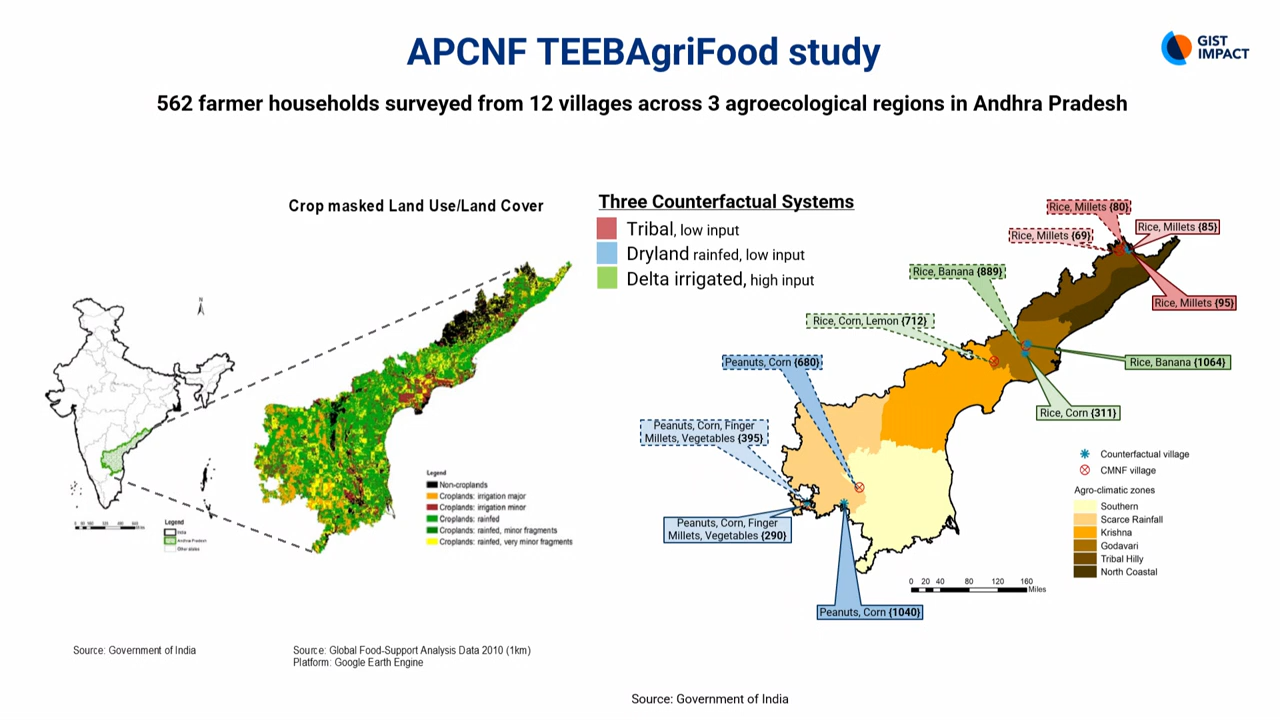 APCNF TEEBAgriFood study
GIST
IMPACT
562 farmer households surveyed from 12 villages across 3 agroecological regions in Andhra Pradesh
Crop masked Land Use/Land Cover
N
Legend
India
Andhra Pradesh
Other states
Legend
Non-croplands
Croplands: irrigation major
Croplands: irrigation minor
Croplands: rainfed
Croplands: rainfed, minor fragments
Croplands: rainfed, very minor fragments
Source: Government of India
Source: Global Food-Support Analysis Data 2010 (1km)
Platform: Google Earth Engine
Three Counterfactual Systems
Tribal, low input
Dryland rainfed, low input
Delta irrigated, high input
Rice, Millets {80}
Rice, Millets {85}
Rice, Millets {69}
Rice, Banana {889}
Rice, Millets {95}
Rice, Corn, Lemon {712}
Peanuts, Corn {680}
Rice, Banana {1064}
Rice, Corn {311}
Peanuts, Corn, Finger
Millets, Vegetables {395}
Peanuts, Corn, Finger
Millets, Vegetables {290}
Peanuts, Corn {1040}
Counterfactual village
CMNF village
Agro-climatic zones
Southern
Scarce Rainfall
Krishna
Godavari
Tribal Hilly
North Coastal
0 20 40 80 120 160
Miles
Source: Government of India